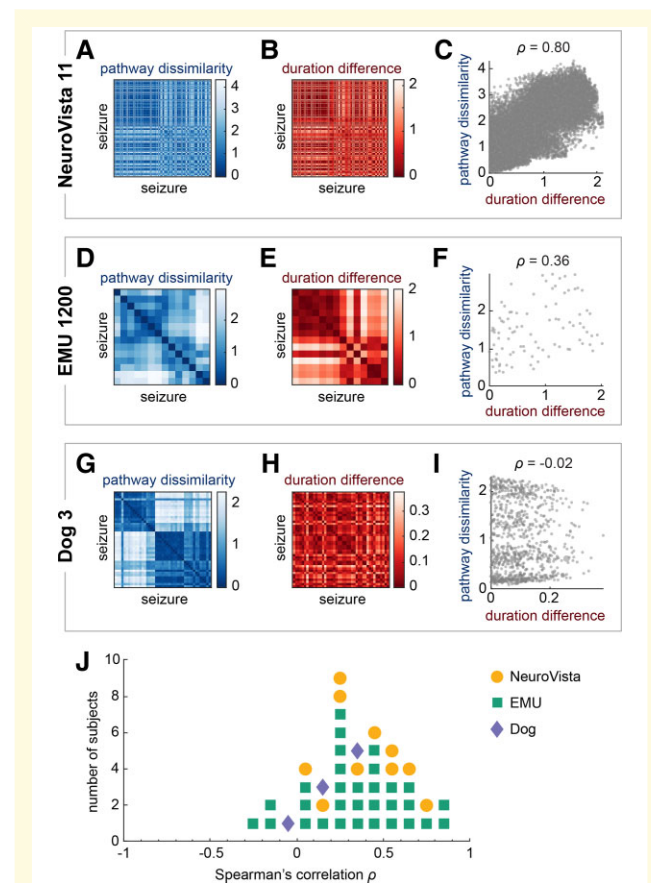 A
B
C
NeuroVista 11
pathway dissimilarity
duration difference
ρ = 0.80
seizure
seizure
4
3
2
1
0
seizure
seizure
2
1
0
pathway dissimilarity
4
3
2
1
0
0
1
2
duration difference
D
E
F
EMU 1200
pathway dissimilarity
duration difference
ρ = 0.36
seizure
seizure
2
1
0
seizure
2
1
0
pathway dissimilarity
2
1
0
0
1
2
duration difference
G
H
I
Dog 3
pathway dissimilarity
duration difference
ρ = -0.02
seizure
seizure
2
1
0
seizure
seizure
0.3
0.2
0.1
0
pathway dissimilarity
2
1
0
0
0.2
duration difference
J
number of subjects
10
8
6
4
2
0
-1
-0.5
0
0.5
1
Spearman's correlation ρ
NeuroVista
EMU
Dog